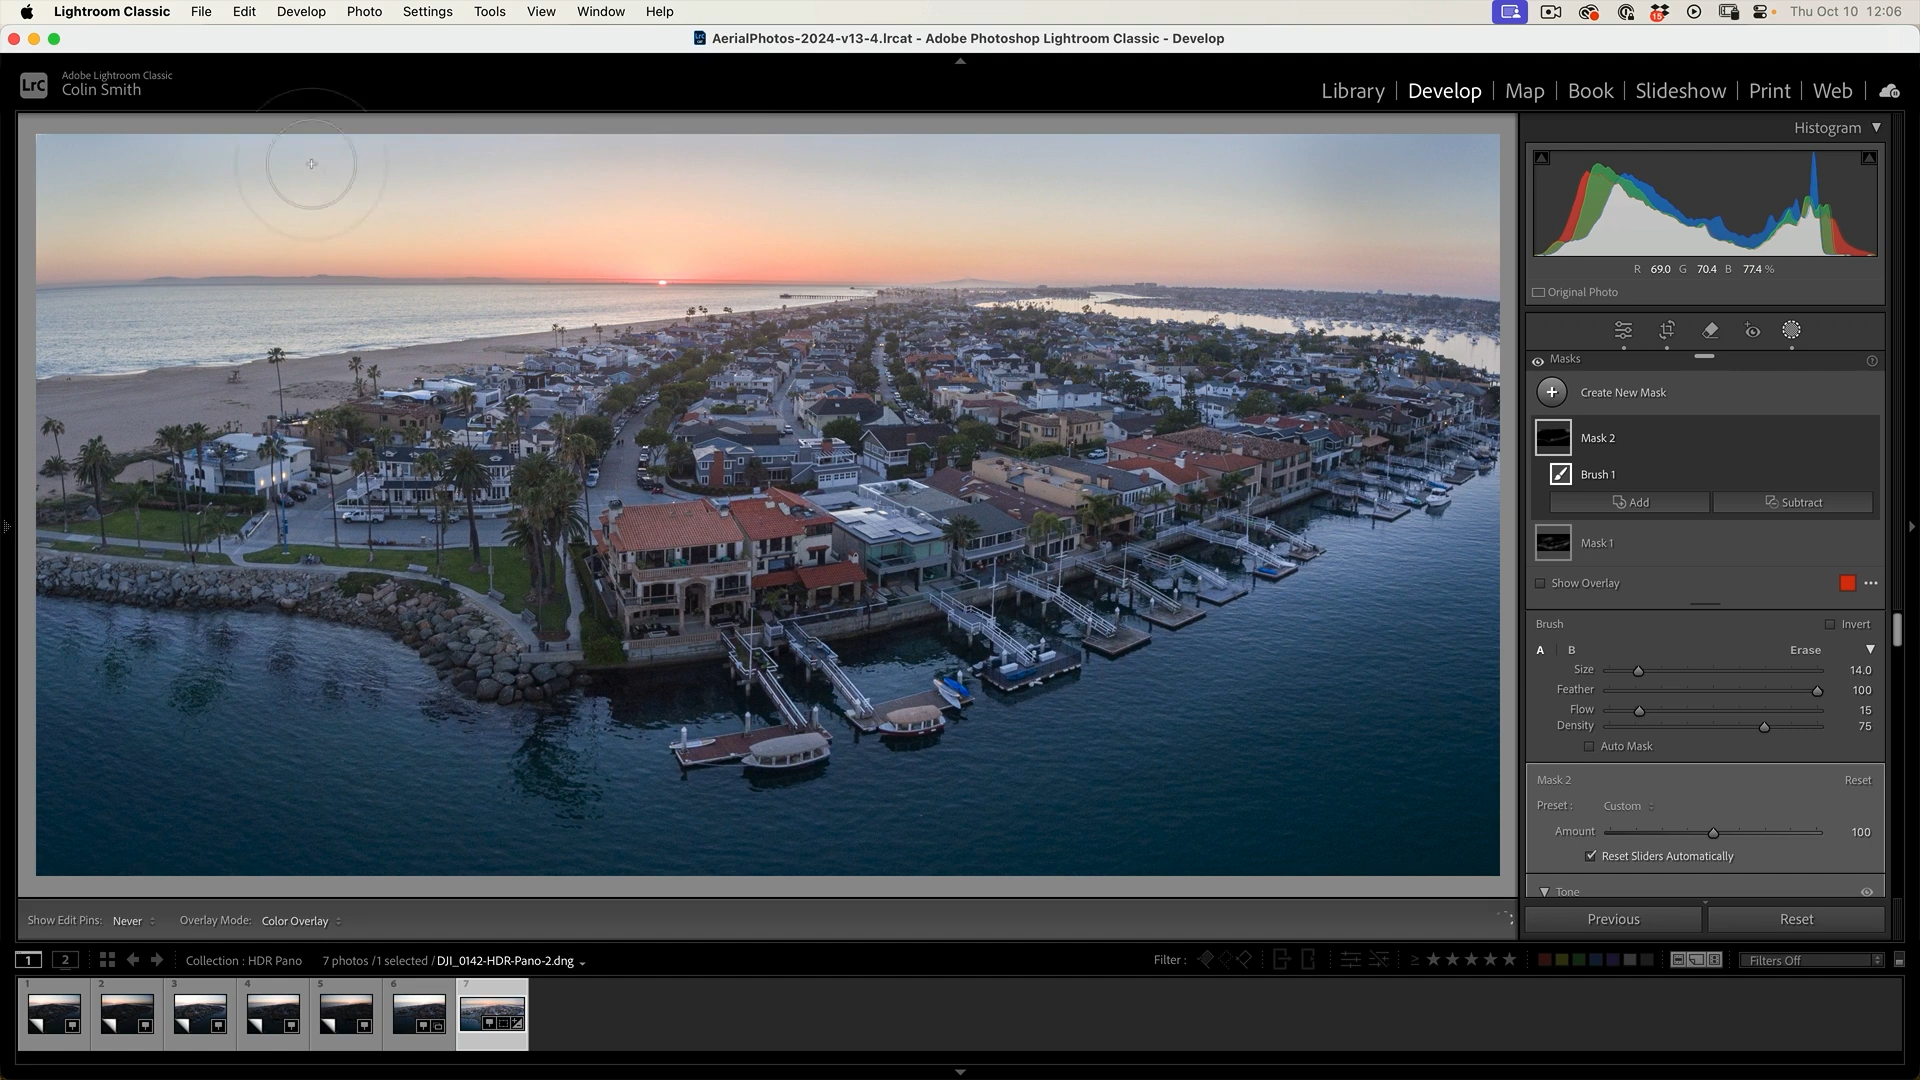 Lightroom Classic File Edit Develop Photo Settings Tools View Window Help 15 Thu Oct 10 12:06
AerialPhotos-2024-v13-4.lrcat - Adobe Photoshop Lightroom Classic - Develop
LrC
Adobe Lightroom Classic
Colin Smith
Library | Develop | Map | Book | Slideshow | Print | Web
Histogram
R 69.0 G 70.4 B 77.4 %
Original Photo
Masks
Create New Mask
Mask 2
Brush 1
Add Subtract
Mask 1
Show Overlay
Brush Invert
A B Erase
Size 14.0
Feather 100
Flow 15
Density 75
Auto Mask
Mask 2 Reset
Preset : Custom
Amount 100
Reset Sliders Automatically
Tone
Show Edit Pins: Never Overlay Mode: Color Overlay
Previous Reset
1 2 Collection : HDR Pano 7 photos /1 selected / DJI_0142-HDR-Pano-2.dng Filter : ≥ Filters Off
1 2 3 4 5 6 7